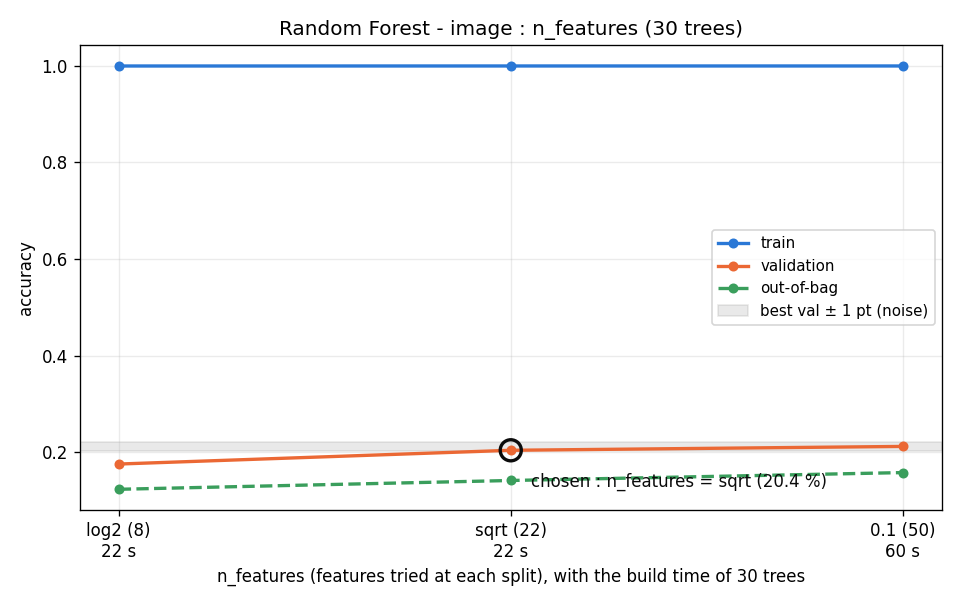 Random Forest - image : n_features (30 trees)
1.0
0.8
0.6
0.4
0.2
accuracy
train
validation
out-of-bag
best val ± 1 pt (noise)
chosen : n_features = sqrt (20.4 %)
log2 (8)
22 s
sqrt (22)
22 s
0.1 (50)
60 s
n_features (features tried at each split), with the build time of 30 trees